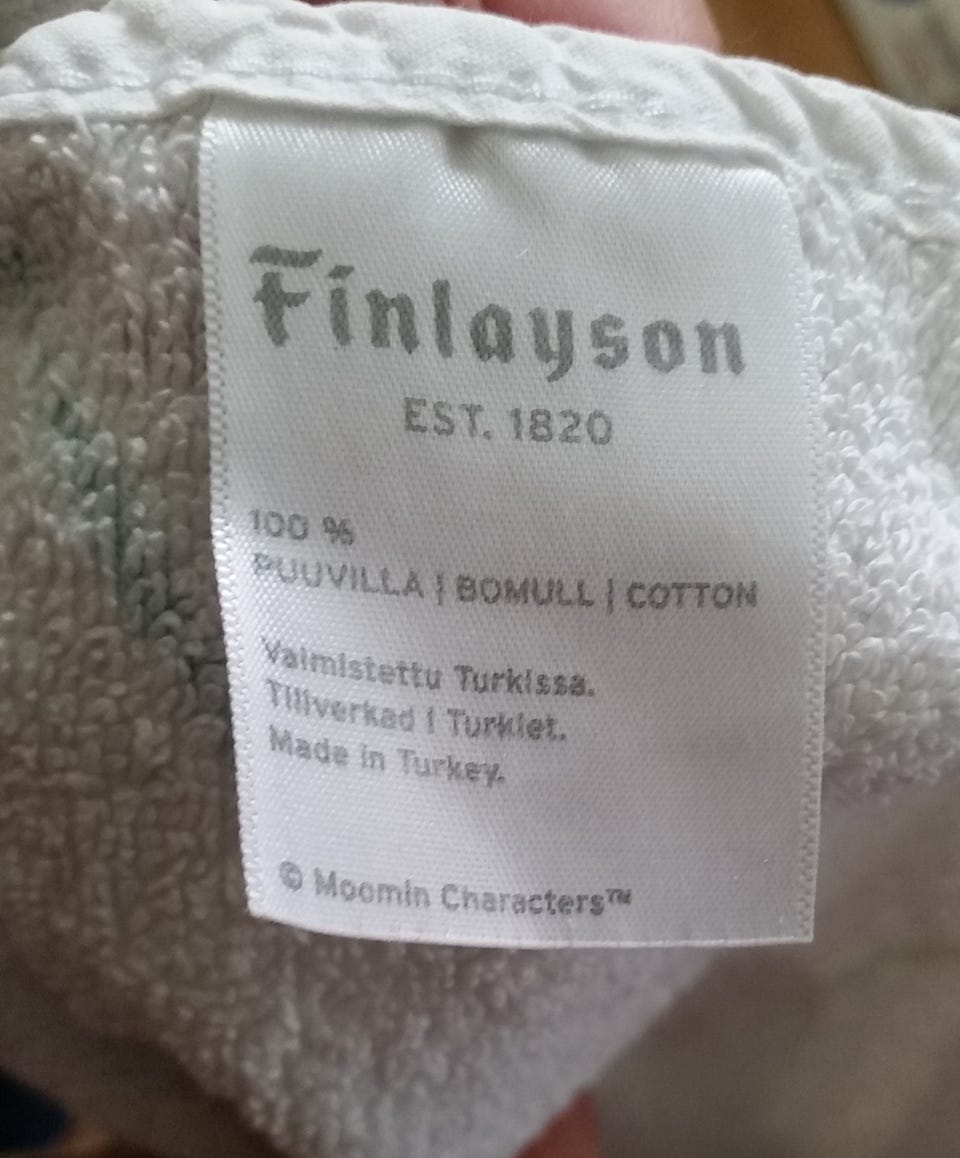 Finlayson
EST. 1820
100 %
PUUVILLA | BOMULL | COTTON
Valmistettu Turkissa.
Tillverkad i Turkiet.
Made in Turkey.
© Moomin Characters™